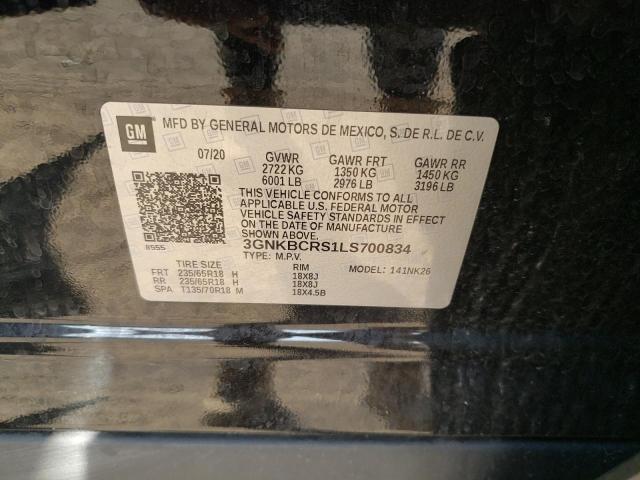 GM MFD BY GENERAL MOTORS DE MEXICO, S. DE R.L. DE C.V.
07/20 GVWR GAWR FRT GAWR RR
2722 KG 1350 KG 1450 KG
6001 LB 2976 LB 3196 LB
THIS VEHICLE CONFORMS TO ALL
APPLICABLE U.S. FEDERAL MOTOR
VEHICLE SAFETY STANDARDS IN EFFECT
ON THE DATE OF MANUFACTURE
SHOWN ABOVE.
8555 3GNKBCRS1LS700834
TYPE: M.P.V. MODEL: 141NK26
TIRE SIZE RIM
FRT 235/65R18 H 18X8J
RR 235/65R18 H 18X8J
SPA T135/70R18 M 18X4.5B